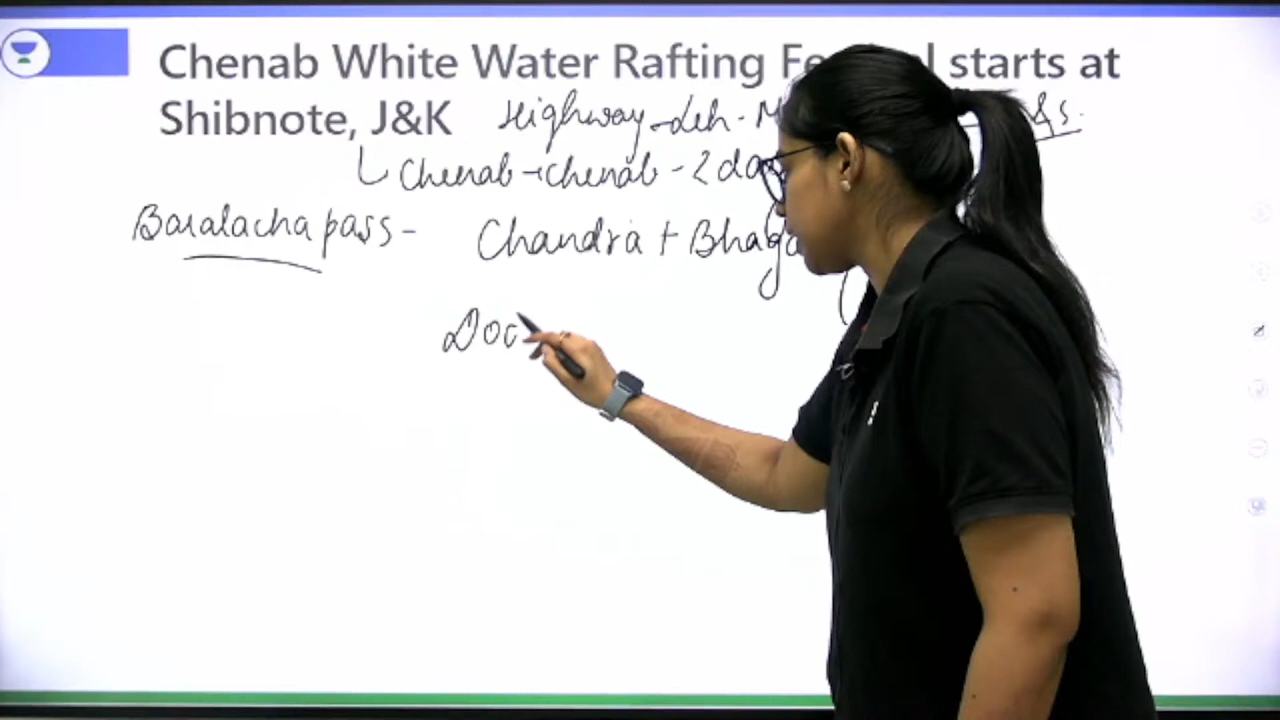 Chenab White Water Rafting Fe l starts at
Shibnote, J&K Highway - Leh - M &s.
Chenab → Chenab - 2 da
Baralacha pass - Chandra + Bhaga
Doc